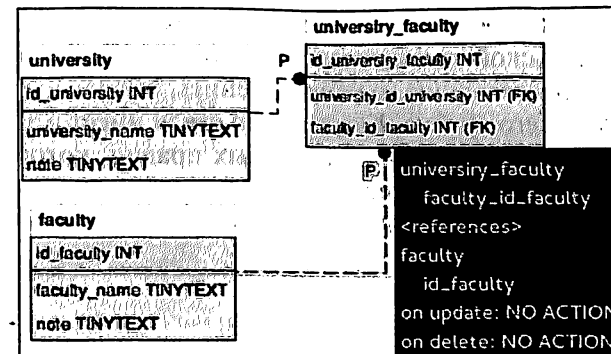 universiry_faculty
id_university_faculty INT
university_id_university INT (FK)
faculty_id_faculty INT (FK)
university
id_university INT
university_name TINYTEXT
note TINYTEXT
P
P
faculty
id_faculty INT
faculty_name TINYTEXT
note TINYTEXT
universiry_faculty
faculty_id_faculty
<references>
faculty
id_faculty
on update: NO ACTION
on delete: NO ACTION